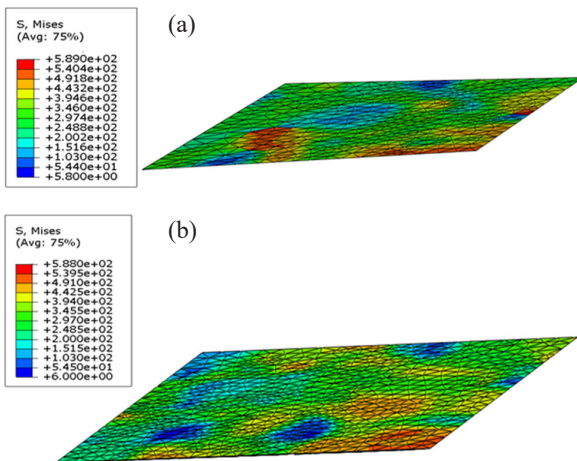 S, Mises
(Avg: 75%)
+5.890e+02
+5.404e+02
+4.918e+02
+4.432e+02
+3.946e+02
+3.460e+02
+2.974e+02
+2.488e+02
+2.002e+02
+1.516e+02
+1.030e+02
+5.440e+01
+5.800e+00
(a)
S, Mises
(Avg: 75%)
+5.880e+02
+5.395e+02
+4.910e+02
+4.425e+02
+3.940e+02
+3.455e+02
+2.970e+02
+2.485e+02
+2.000e+02
+1.515e+02
+1.030e+02
+5.450e+01
+6.000e+00
(b)